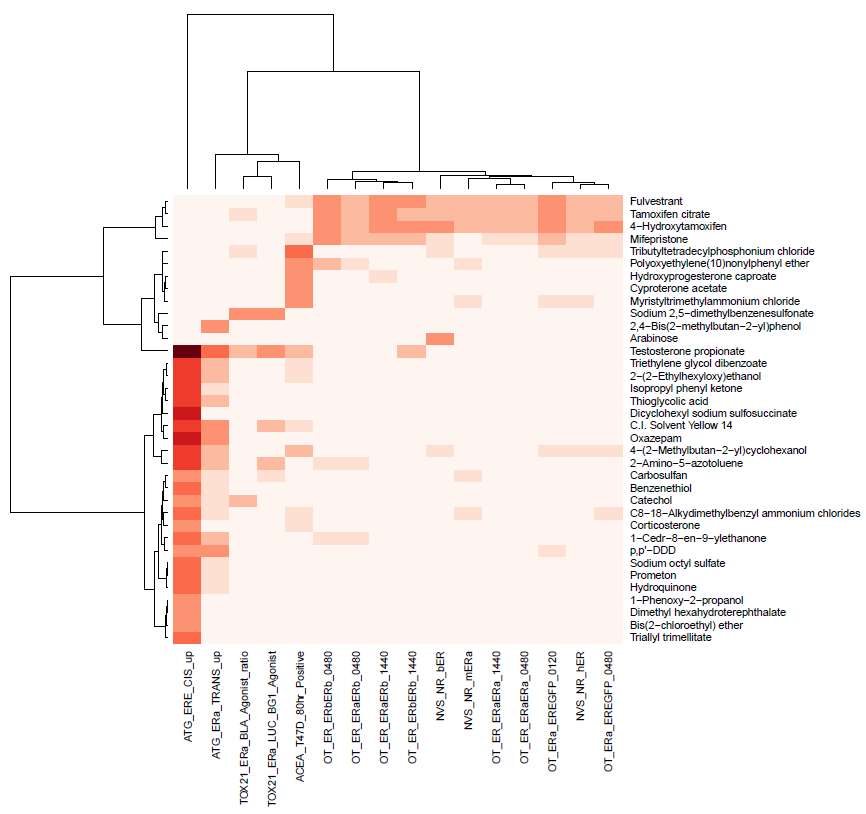 Fulvestrant
Tamoxifen citrate
4−Hydroxytamoxifen
Mifepristone
Tributyltetradecylphosphonium chloride
Polyoxyethylene(10)nonylphenyl ether
Hydroxyprogesterone caproate
Cyproterone acetate
Myristyltrimethylammonium chloride
Sodium 2,5−dimethylbenzenesulfonate
2,4−Bis(2−methylbutan−2−yl)phenol
Arabinose
Testosterone propionate
Triethylene glycol dibenzoate
2−(2−Ethylhexyloxy)ethanol
Isopropyl phenyl ketone
Thioglycolic acid
Dicyclohexyl sodium sulfosuccinate
C.I. Solvent Yellow 14
Oxazepam
4−(2−Methylbutan−2−yl)cyclohexanol
2−Amino−5−azotoluene
Carbosulfan
Benzenethiol
Catechol
C8−18−Alkydimethylbenzyl ammonium chlorides
Corticosterone
1−Cedr−8−en−9−ylethanone
p,p'−DDD
Sodium octyl sulfate
Prometon
Hydroquinone
1−Phenoxy−2−propanol
Dimethyl hexahydroterephthalate
Bis(2−chloroethyl) ether
Triallyl trimellitate
ATG_ERE_CIS_up
ATG_ERa_TRANS_up
TOX21_ERa_BLA_Agonist_ratio
TOX21_ERa_LUC_BG1_Agonist
ACEA_T47D_80hr_Positive
OT_ER_ERbERb_0480
OT_ER_ERaERb_0480
OT_ER_ERaERb_1440
OT_ER_ERbERb_1440
NVS_NR_bER
NVS_NR_mERa
OT_ER_ERaERa_1440
OT_ER_ERaERa_0480
OT_ERa_EREGFP_0120
NVS_NR_hER
OT_ERa_EREGFP_0480